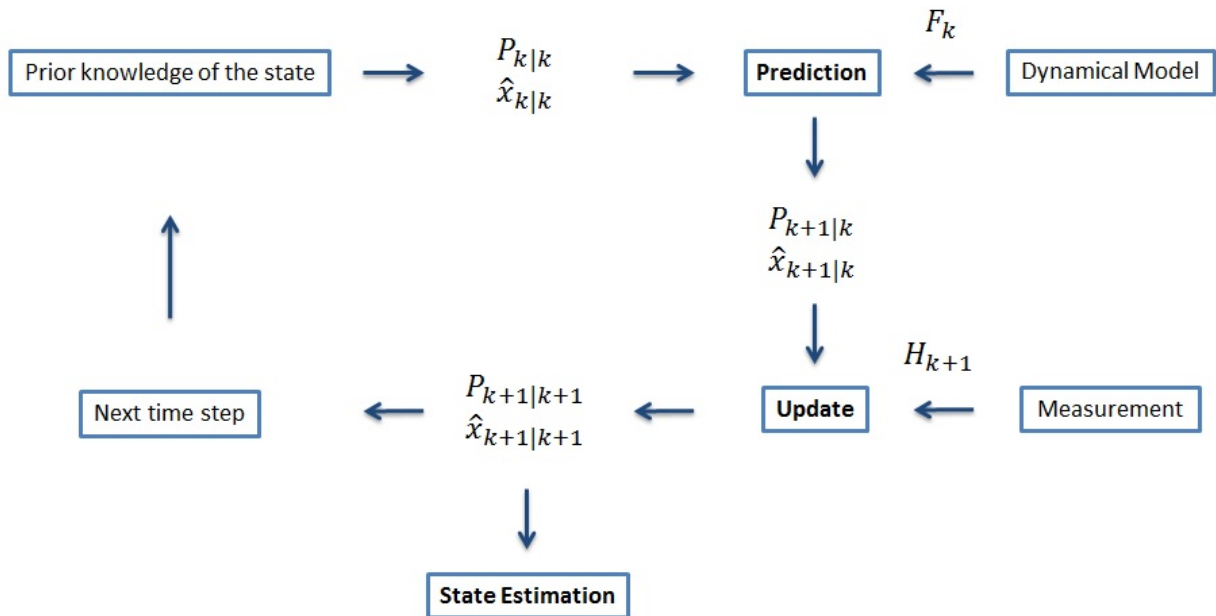 Prior knowledge of the state
P_{k|k}
x̂_{k|k}
Prediction
F_k
Dynamical Model
P_{k+1|k}
x̂_{k+1|k}
Next time step
P_{k+1|k+1}
x̂_{k+1|k+1}
Update
H_{k+1}
Measurement
State Estimation